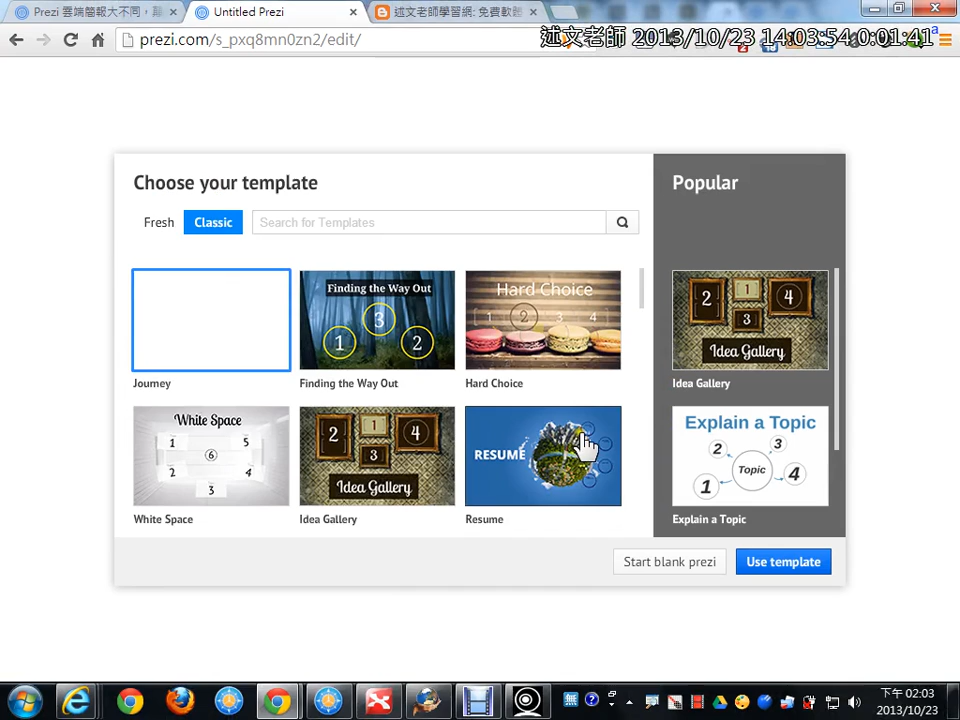 Prezi 雲端簡報大不同，顛
Untitled Prezi
述文老師學習網: 免費軟體
prezi.com/s_pxq8mn0zn2/edit/
述文老師 2013/10/23 14:03:54.0:01:41
Choose your template
Popular
Fresh
Classic
Search for Templates
Finding the Way Out
3
1
2
Hard Choice
1
2
3
4
2
1
4
3
Idea Gallery
Journey
Finding the Way Out
Hard Choice
Idea Gallery
White Space
1
5
6
2
4
3
2
1
4
3
Idea Gallery
RESUME
Explain a Topic
2
3
Topic
1
4
White Space
Idea Gallery
Resume
Explain a Topic
Start blank prezi
Use template
下午 02:03
2013/10/23